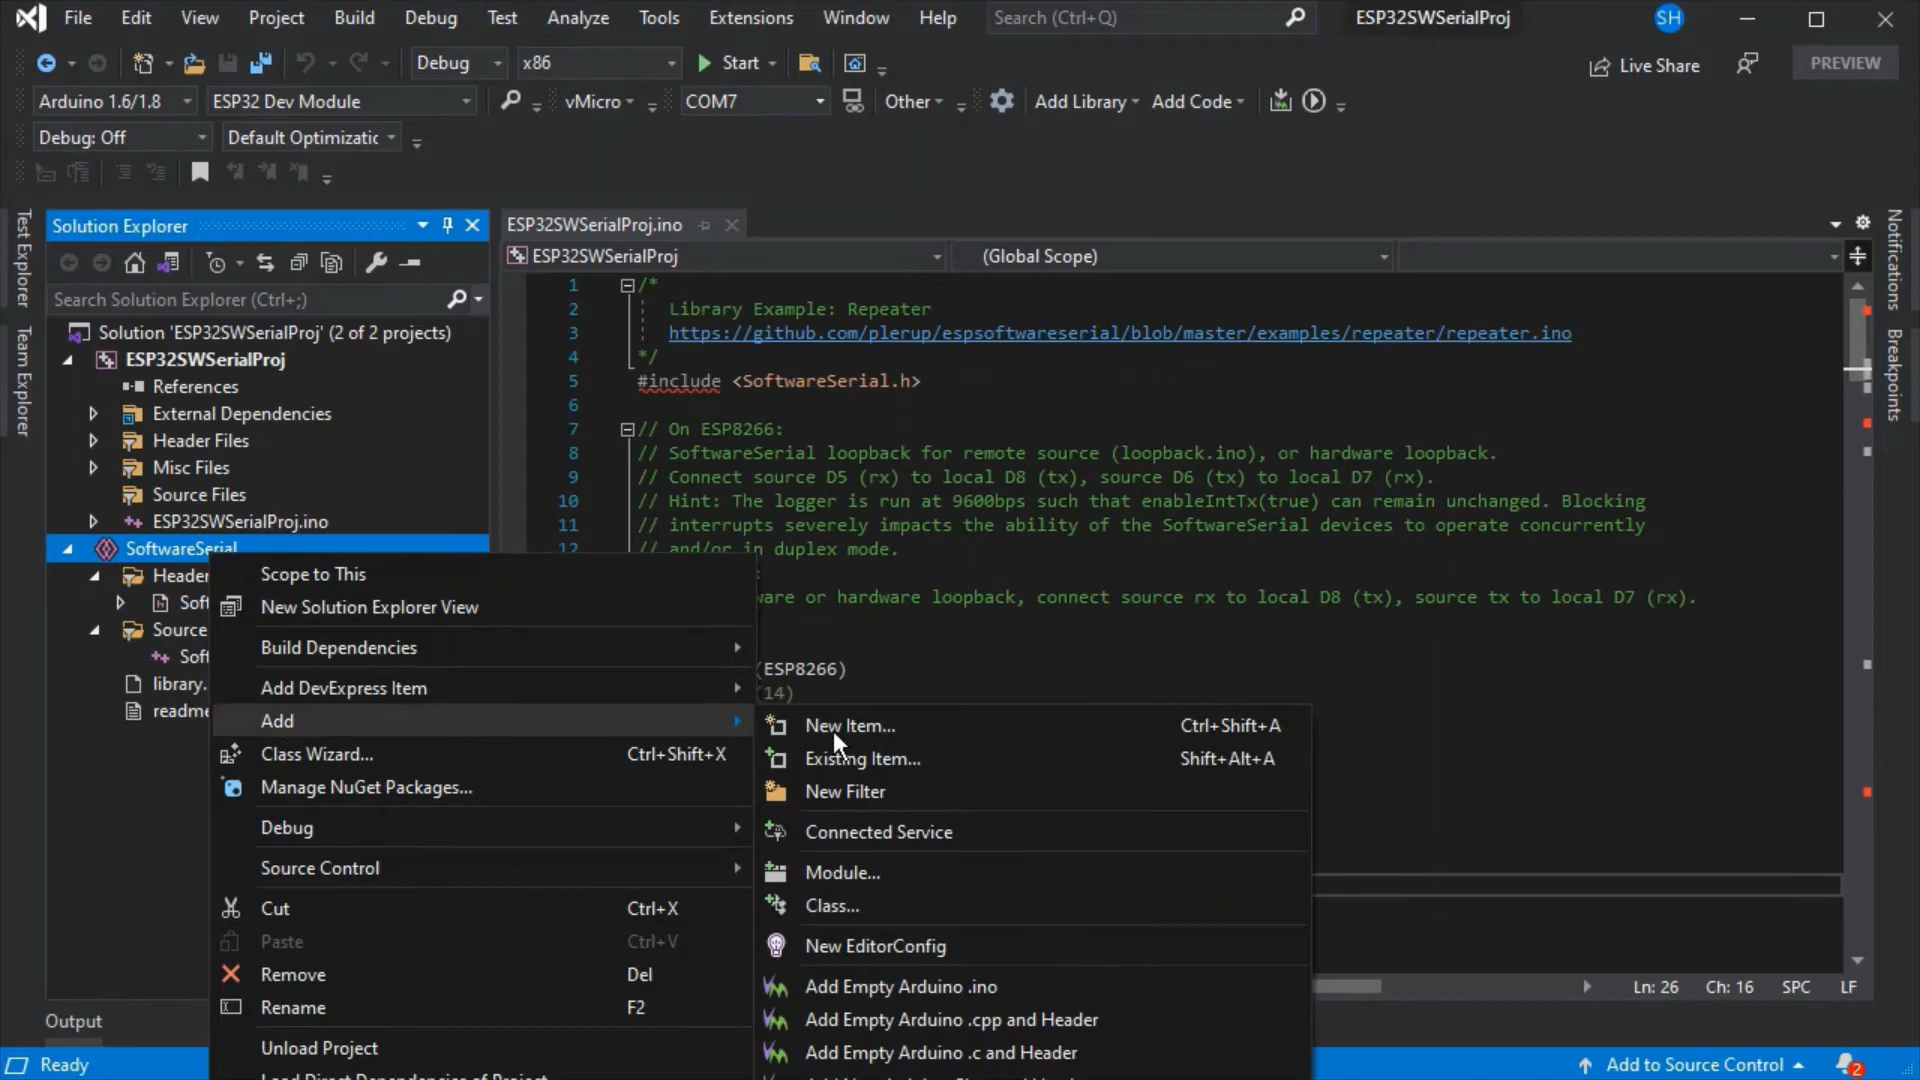 File Edit View Project Build Debug Test Analyze Tools Extensions Window Help Search (Ctrl+Q) ESP32SWSerialProj SH
Debug x86 Start Live Share PREVIEW
Arduino 1.6/1.8 ESP32 Dev Module vMicro COM7 Other Add Library Add Code
Debug: Off Default Optimizatic
Test Explorer
Team Explorer
Solution Explorer
Search Solution Explorer (Ctrl+;)
Solution 'ESP32SWSerialProj' (2 of 2 projects)
ESP32SWSerialProj
References
External Dependencies
Header Files
Misc Files
Source Files
ESP32SWSerialProj.ino
SoftwareSerial
Header
Soft
Source
Soft
library.
readme
ESP32SWSerialProj.ino
ESP32SWSerialProj (Global Scope)
1 /*
2 Library Example: Repeater
3 https://github.com/plerup/espsoftwareserial/blob/master/examples/repeater/repeater.ino
4 */
5 #include <SoftwareSerial.h>
6
7 // On ESP8266:
8 // SoftwareSerial loopback for remote source (loopback.ino), or hardware loopback.
9 // Connect source D5 (rx) to local D8 (tx), source D6 (tx) to local D7 (rx).
10 // Hint: The logger is run at 9600bps such that enableIntTx(true) can remain unchanged. Blocking
11 // interrupts severely impacts the ability of the SoftwareSerial devices to operate concurrently
12 // and/or in duplex mode.
:
ware or hardware loopback, connect source rx to local D8 (tx), source tx to local D7 (rx).
(ESP8266)
(14)
Scope to This
New Solution Explorer View
Build Dependencies
Add DevExpress Item
Add
Class Wizard... Ctrl+Shift+X
Manage NuGet Packages...
Debug
Source Control
Cut Ctrl+X
Paste Ctrl+V
Remove Del
Rename F2
Unload Project
Load Direct Dependencies of Project
New Item... Ctrl+Shift+A
Existing Item... Shift+Alt+A
New Filter
Connected Service
Module...
Class...
New EditorConfig
Add Empty Arduino .ino
Add Empty Arduino .cpp and Header
Add Empty Arduino .c and Header
Notifications
Breakpoints
Ln: 26 Ch: 16 SPC LF
Output
Ready Add to Source Control 2